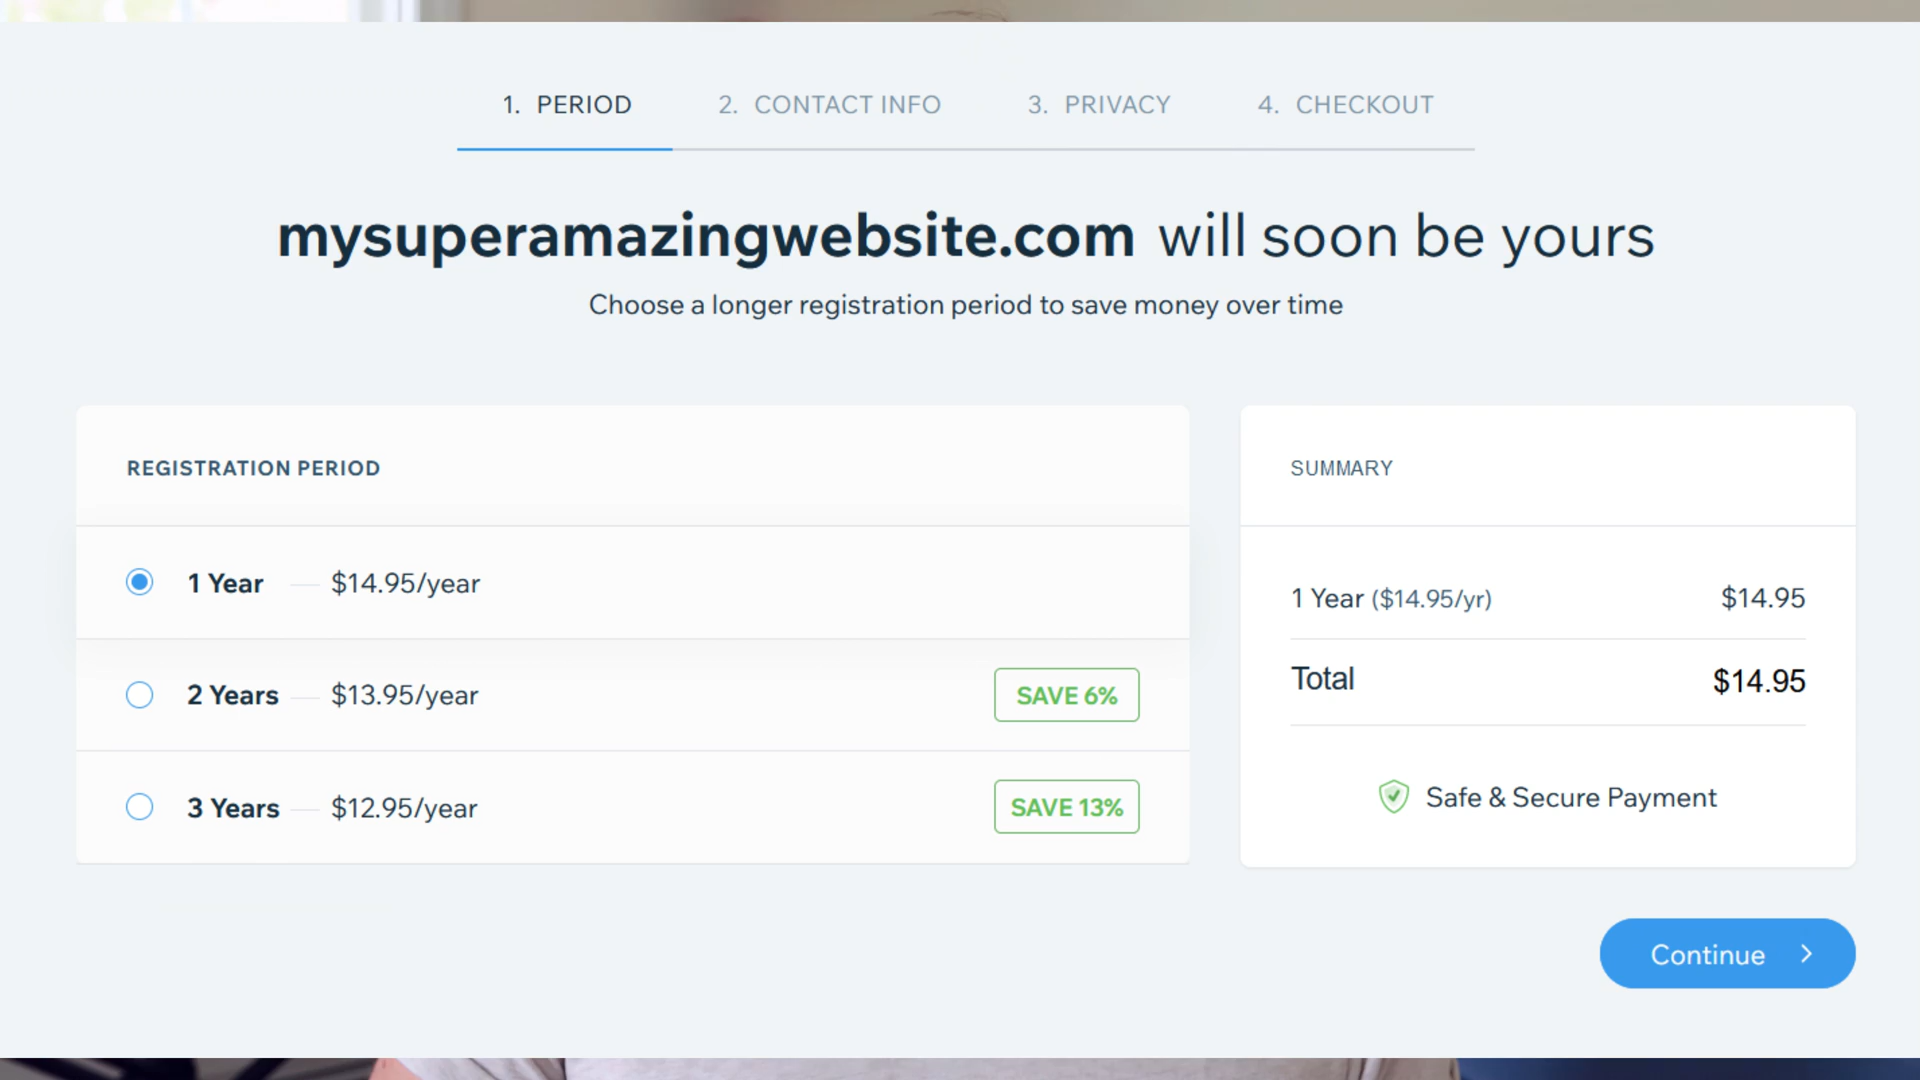 1. PERIOD 2. CONTACT INFO 3. PRIVACY 4. CHECKOUT
mysuperamazingwebsite.com will soon be yours
Choose a longer registration period to save money over time
REGISTRATION PERIOD
1 Year — $14.95/year
2 Years — $13.95/year SAVE 6%
3 Years — $12.95/year SAVE 13%
SUMMARY
1 Year ($14.95/yr) $14.95
Total $14.95
Safe & Secure Payment
Continue